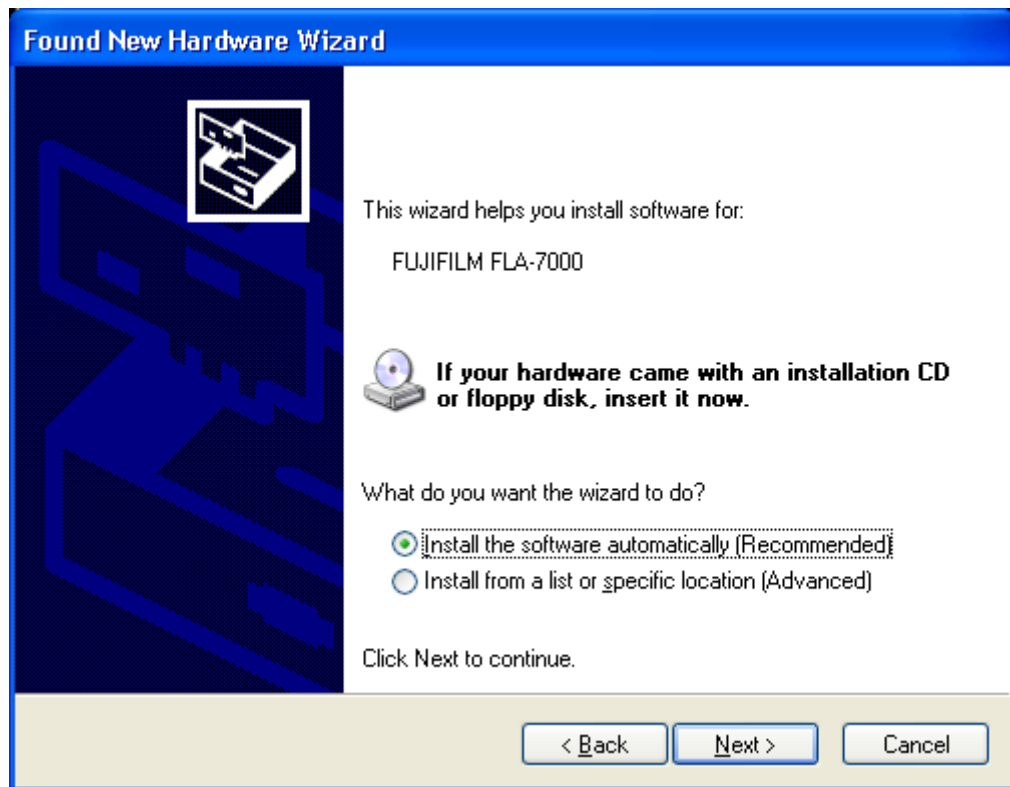 Found New Hardware Wizard
This wizard helps you install software for:
FUJIFILM FLA-7000
If your hardware came with an installation CD
or floppy disk, insert it now.
What do you want the wizard to do?
Install the software automatically (Recommended)
Install from a list or specific location (Advanced)
Click Next to continue.
< Back
Next >
Cancel